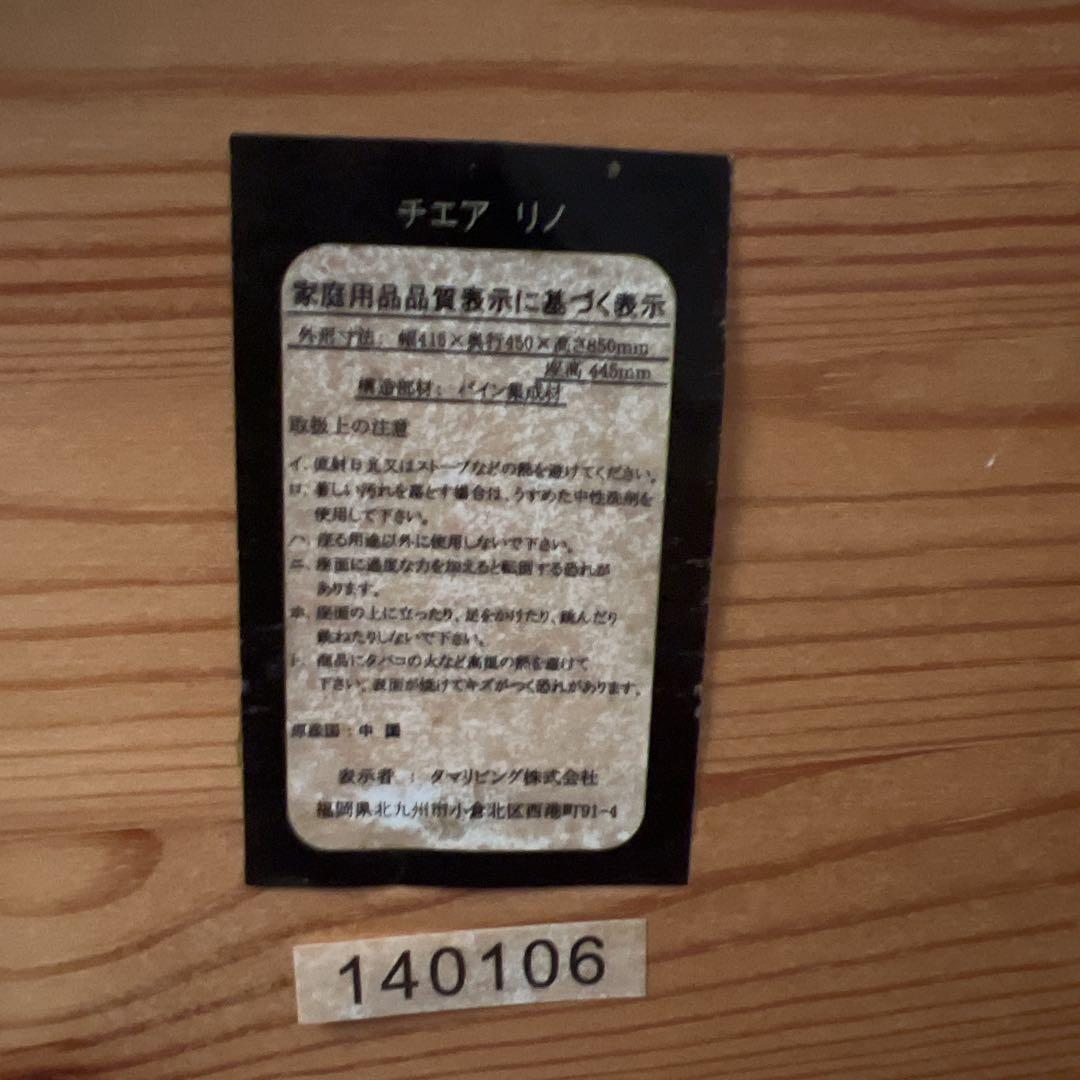 チエア リノ
家庭用品品質表示に基づく表示
外形寸法: 幅415×奥行450×高さ850mm
座高 445mm
構造部材: パイン集成材
取扱上の注意
イ. 直射日光又はストーブなどの熱を避けてください。
ロ. 著しい汚れを落とす場合は、うすめた中性洗剤を
使用して下さい。
ハ. 座る用途以外に使用しないで下さい。
ニ. 座面に過度な力を加えると転倒する恐れが
あります。
ホ. 座面の上に立ったり、足をかけたり、跳んだり
跳ねたりしないで下さい。
ト. 商品にタバコの火など高温の熱を避けて
下さい。表面が焼けてキズがつく恐れがあります。
原産国:中 国
表示者 : タマリビング株式会社
福岡県北九州市小倉北区西港町91-4
140106